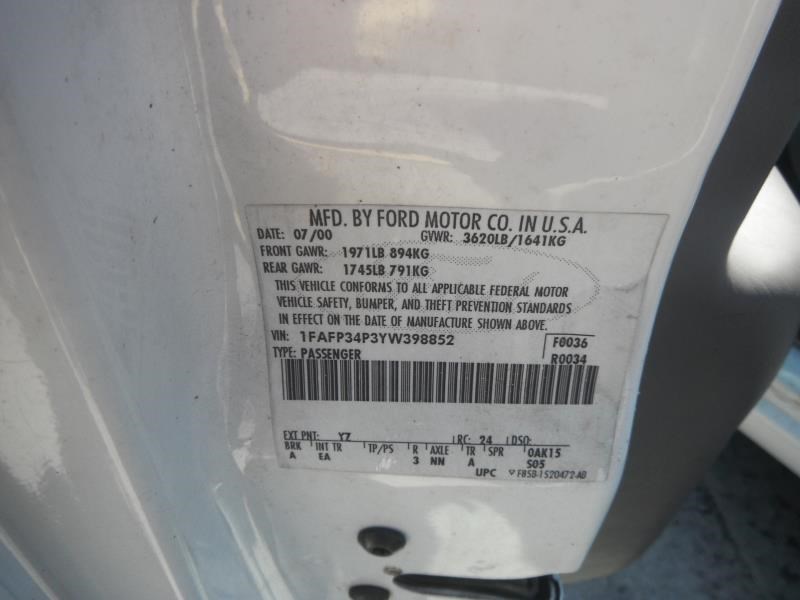 MFD. BY FORD MOTOR CO. IN U.S.A.
DATE: 07/00 GVWR: 3620LB/1641KG
FRONT GAWR: 1971LB 894KG
REAR GAWR: 1745LB 791KG
THIS VEHICLE CONFORMS TO ALL APPLICABLE FEDERAL MOTOR
VEHICLE SAFETY, BUMPER, AND THEFT PREVENTION STANDARDS
IN EFFECT ON THE DATE OF MANUFACTURE SHOWN ABOVE.
VIN: 1FAFP34P3YW398852 F0036
TYPE: PASSENGER R0034
EXT PNT: YZ RC: 24 DSO:
BRK INT TR TP/PS R AXLE TR SPR 0AK15
A EA 3 NN A S05
UPC F85B-1520472-AB